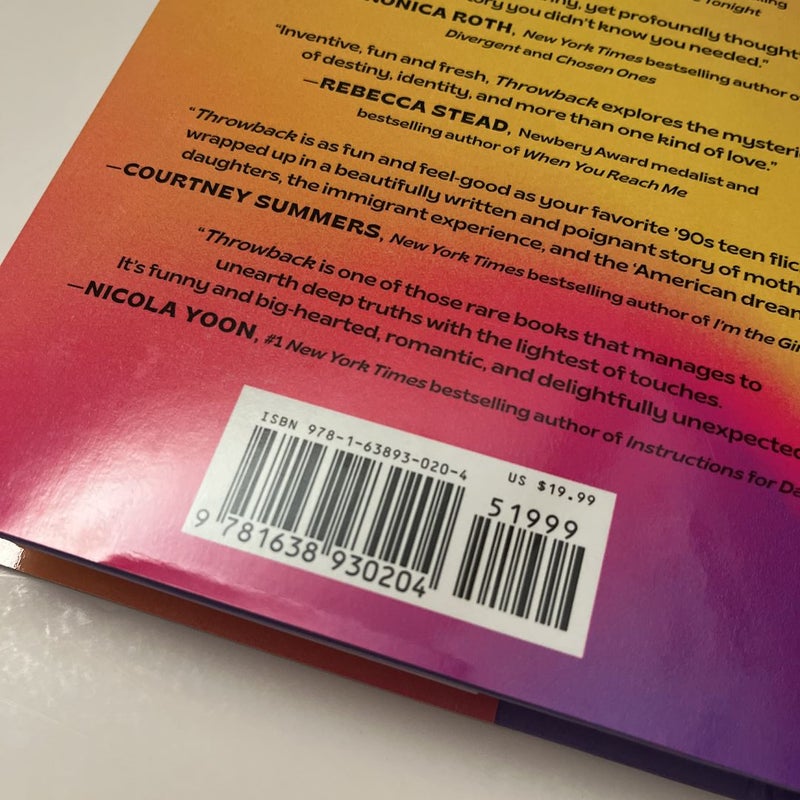 yet profoundly thought-
story you didn't know you needed."
RONICA ROTH, New York Times bestselling author of
Divergent and Chosen Ones
"Inventive, fun and fresh, Throwback explores the mysteri
of destiny, identity, and more than one kind of love."
—REBECCA STEAD, Newbery Award medalist and
bestselling author of When You Reach Me
"Throwback is as fun and feel-good as your favorite '90s teen flic
wrapped up in a beautifully written and poignant story of moth
daughters, the immigrant experience, and the 'American dream
—COURTNEY SUMMERS, New York Times bestselling author of I'm the Gir
"Throwback is one of those rare books that manages to
unearth deep truths with the lightest of touches.
It's funny and big-hearted, romantic, and delightfully unexpected
—NICOLA YOON, #1 New York Times bestselling author of Instructions for Da
ISBN 978-1-63893-020-4
US $19.99
51999
9 781638 930204